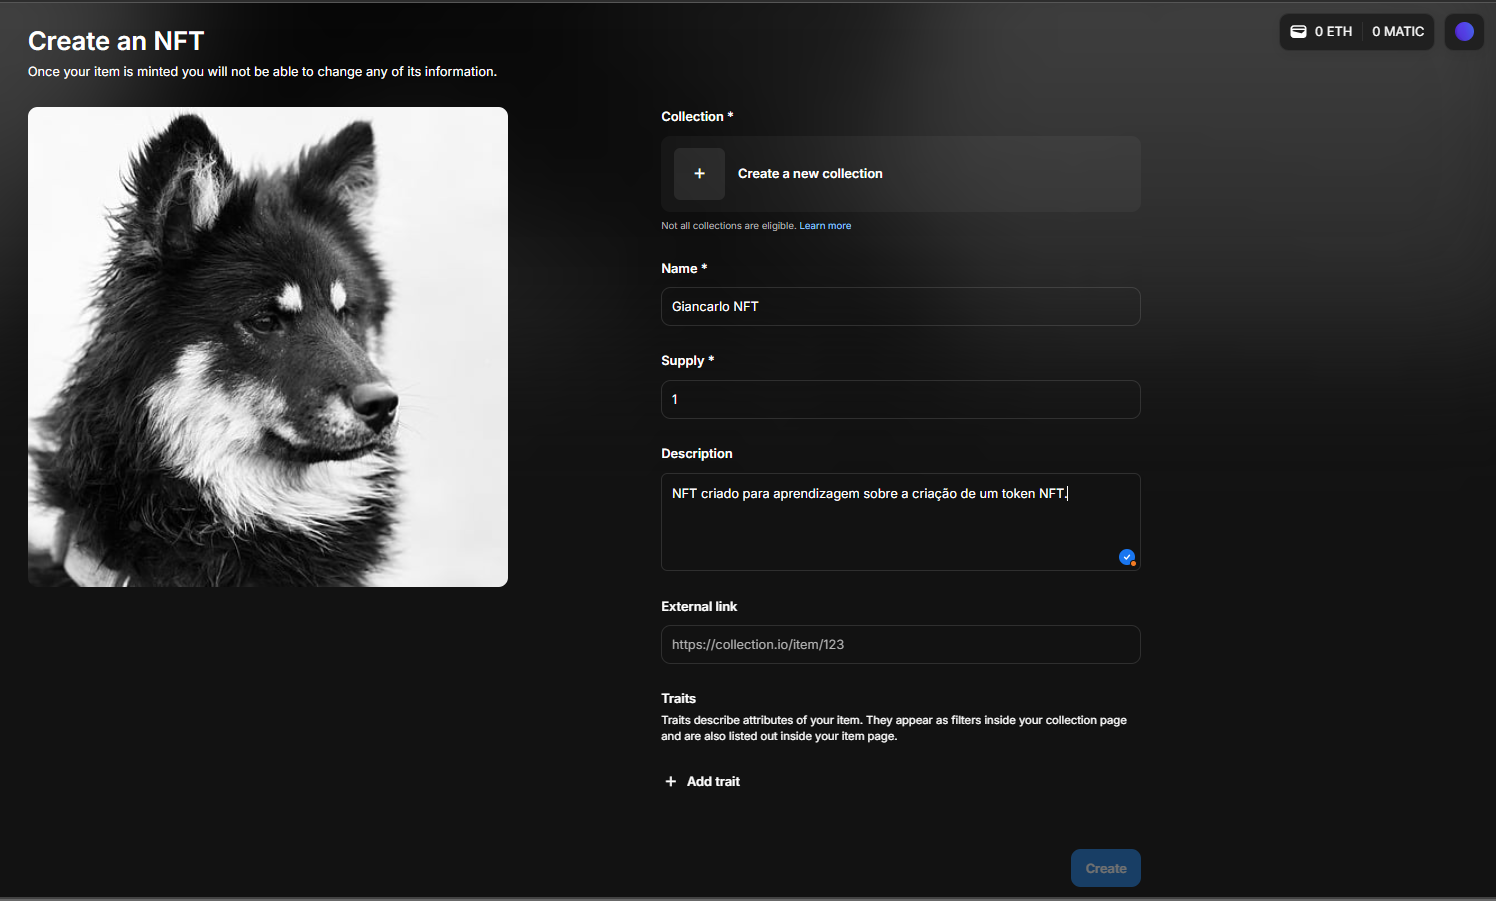 Create an NFT
Once your item is minted you will not be able to change any of its information.
0 ETH
0 MATIC
Collection *
+
Create a new collection
Not all collections are eligible. Learn more
Name *
Giancarlo NFT
Supply *
1
Description
NFT criado para aprendizagem sobre a criação de um token NFT.
External link
https://collection.io/item/123
Traits
Traits describe attributes of your item. They appear as filters inside your collection page
and are also listed out inside your item page.
+ Add trait
Create